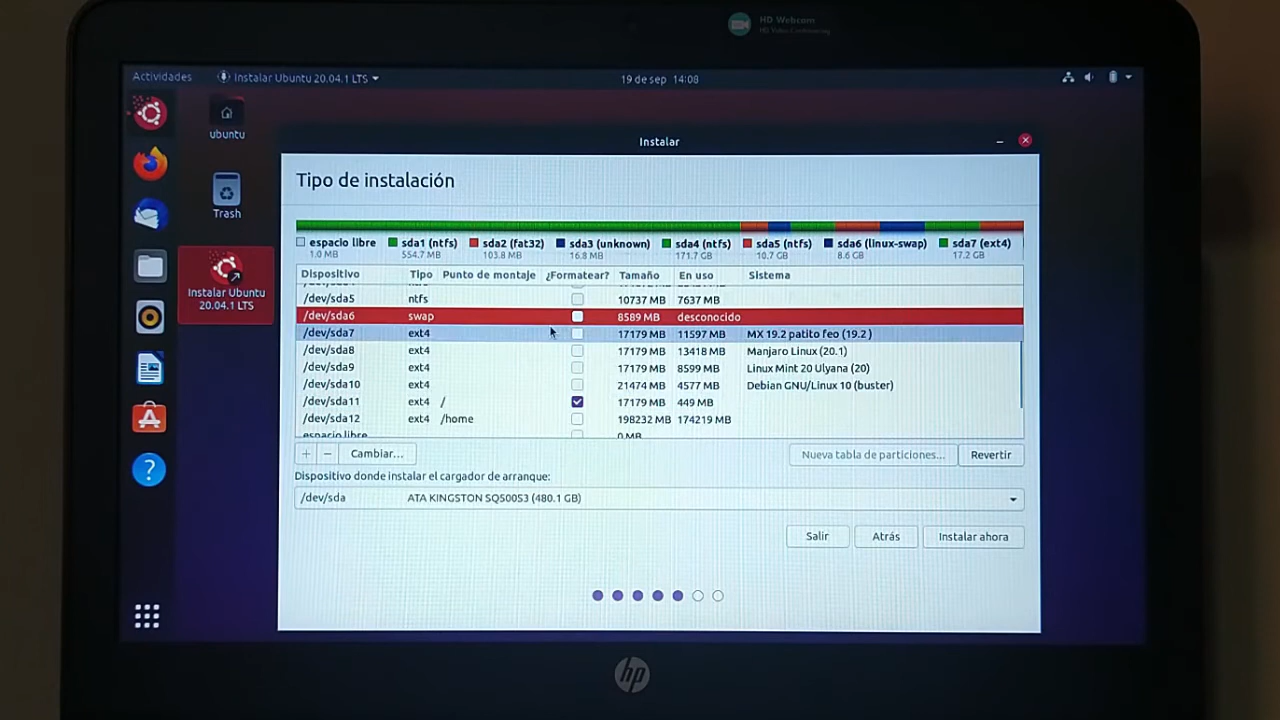 HD Webcam
HD Video Conferencing
Actividades
Instalar Ubuntu 20.04.1 LTS
19 de sep 14:08
ubuntu
Trash
Instalar Ubuntu
20.04.1 LTS
Instalar
Tipo de instalación
espacio libre
1.0 MB
sda1 (ntfs)
554.7 MB
sda2 (fat32)
103.8 MB
sda3 (unknown)
16.8 MB
sda4 (ntfs)
171.7 GB
sda5 (ntfs)
10.7 GB
sda6 (linux-swap)
8.6 GB
sda7 (ext4)
17.2 GB
Dispositivo Tipo Punto de montaje ¿Formatear? Tamaño En uso Sistema
/dev/sda5 ntfs 10737 MB 7637 MB
/dev/sda6 swap 8589 MB desconocido
/dev/sda7 ext4 17179 MB 11597 MB MX 19.2 patito feo (19.2 )
/dev/sda8 ext4 17179 MB 13418 MB Manjaro Linux (20.1)
/dev/sda9 ext4 17179 MB 8599 MB Linux Mint 20 Ulyana (20)
/dev/sda10 ext4 21474 MB 4577 MB Debian GNU/Linux 10 (buster)
/dev/sda11 ext4 / 17179 MB 449 MB
/dev/sda12 ext4 /home 198232 MB 174219 MB
espacio libre 0 MB
+ − Cambiar... Nueva tabla de particiones... Revertir
Dispositivo donde instalar el cargador de arranque:
/dev/sda ATA KINGSTON SQ500S3 (480.1 GB)
Salir Atrás Instalar ahora
hp